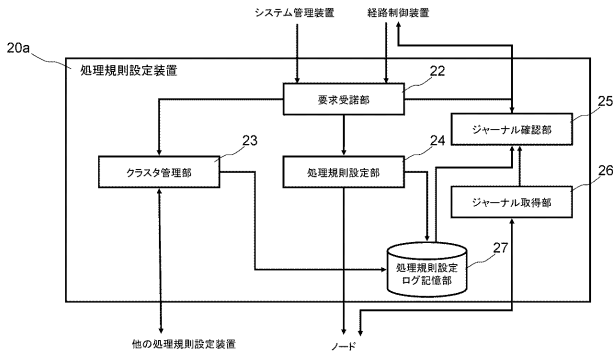 システム管理装置
経路制御装置
20a
処理規則設定装置
22
要求受諾部
25
ジャーナル確認部
23
クラスタ管理部
24
処理規則設定部
26
ジャーナル取得部
27
処理規則設定
ログ記憶部
他の処理規則設定装置
ノード